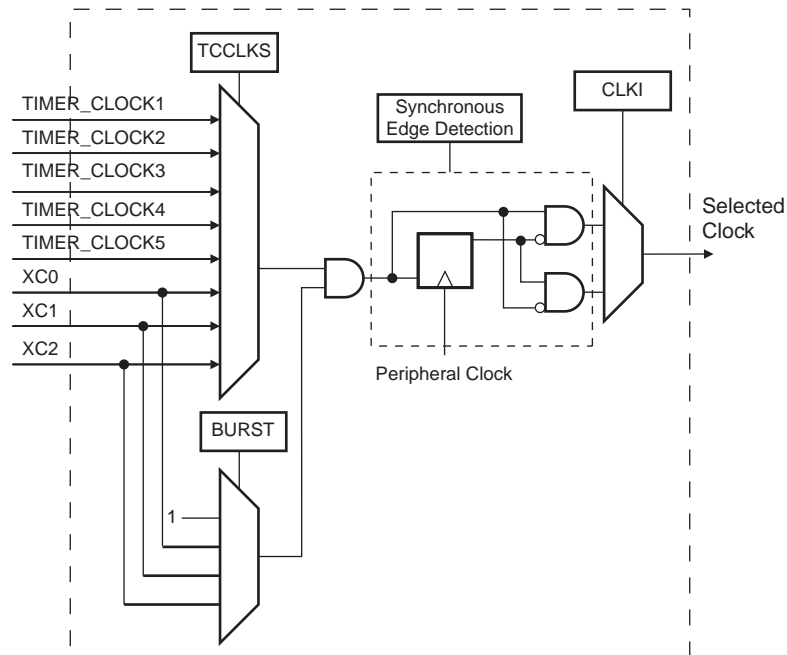 TCCLKS
TIMER_CLOCK1
TIMER_CLOCK2
TIMER_CLOCK3
TIMER_CLOCK4
TIMER_CLOCK5
XC0
XC1
XC2
Synchronous
Edge Detection
CLKI
Selected
Clock
Peripheral Clock
BURST
1